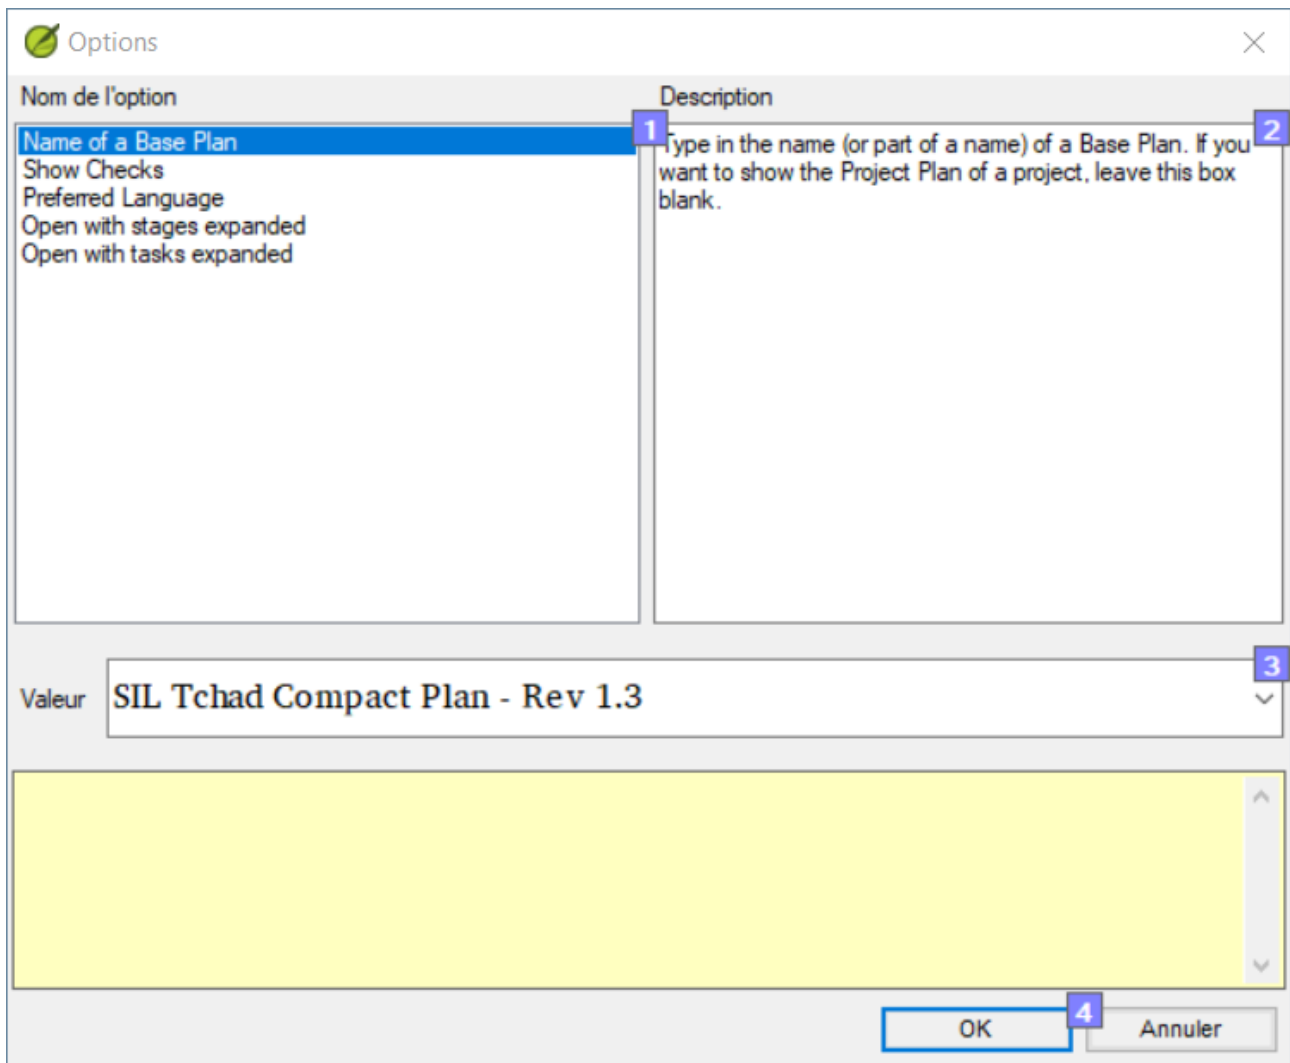 Options
Nom de l'option
Description
1
2
Name of a Base Plan
Show Checks
Preferred Language
Open with stages expanded
Open with tasks expanded
Type in the name (or part of a name) of a Base Plan. If you
want to show the Project Plan of a project, leave this box
blank.
3
Valeur
SIL Tchad Compact Plan - Rev 1.3
4
OK
Annuler